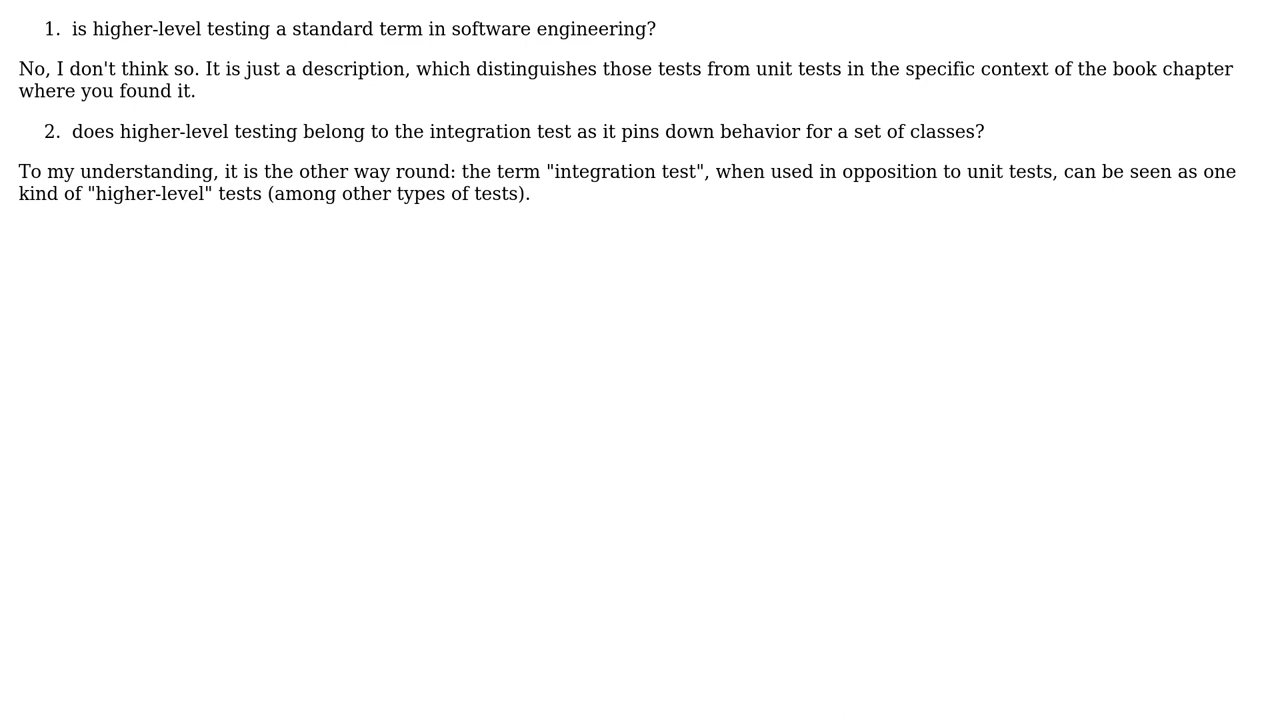 1. is higher-level testing a standard term in software engineering?
No, I don't think so. It is just a description, which distinguishes those tests from unit tests in the specific context of the book chapter
where you found it.
2. does higher-level testing belong to the integration test as it pins down behavior for a set of classes?
To my understanding, it is the other way round: the term "integration test", when used in opposition to unit tests, can be seen as one
kind of "higher-level" tests (among other types of tests).